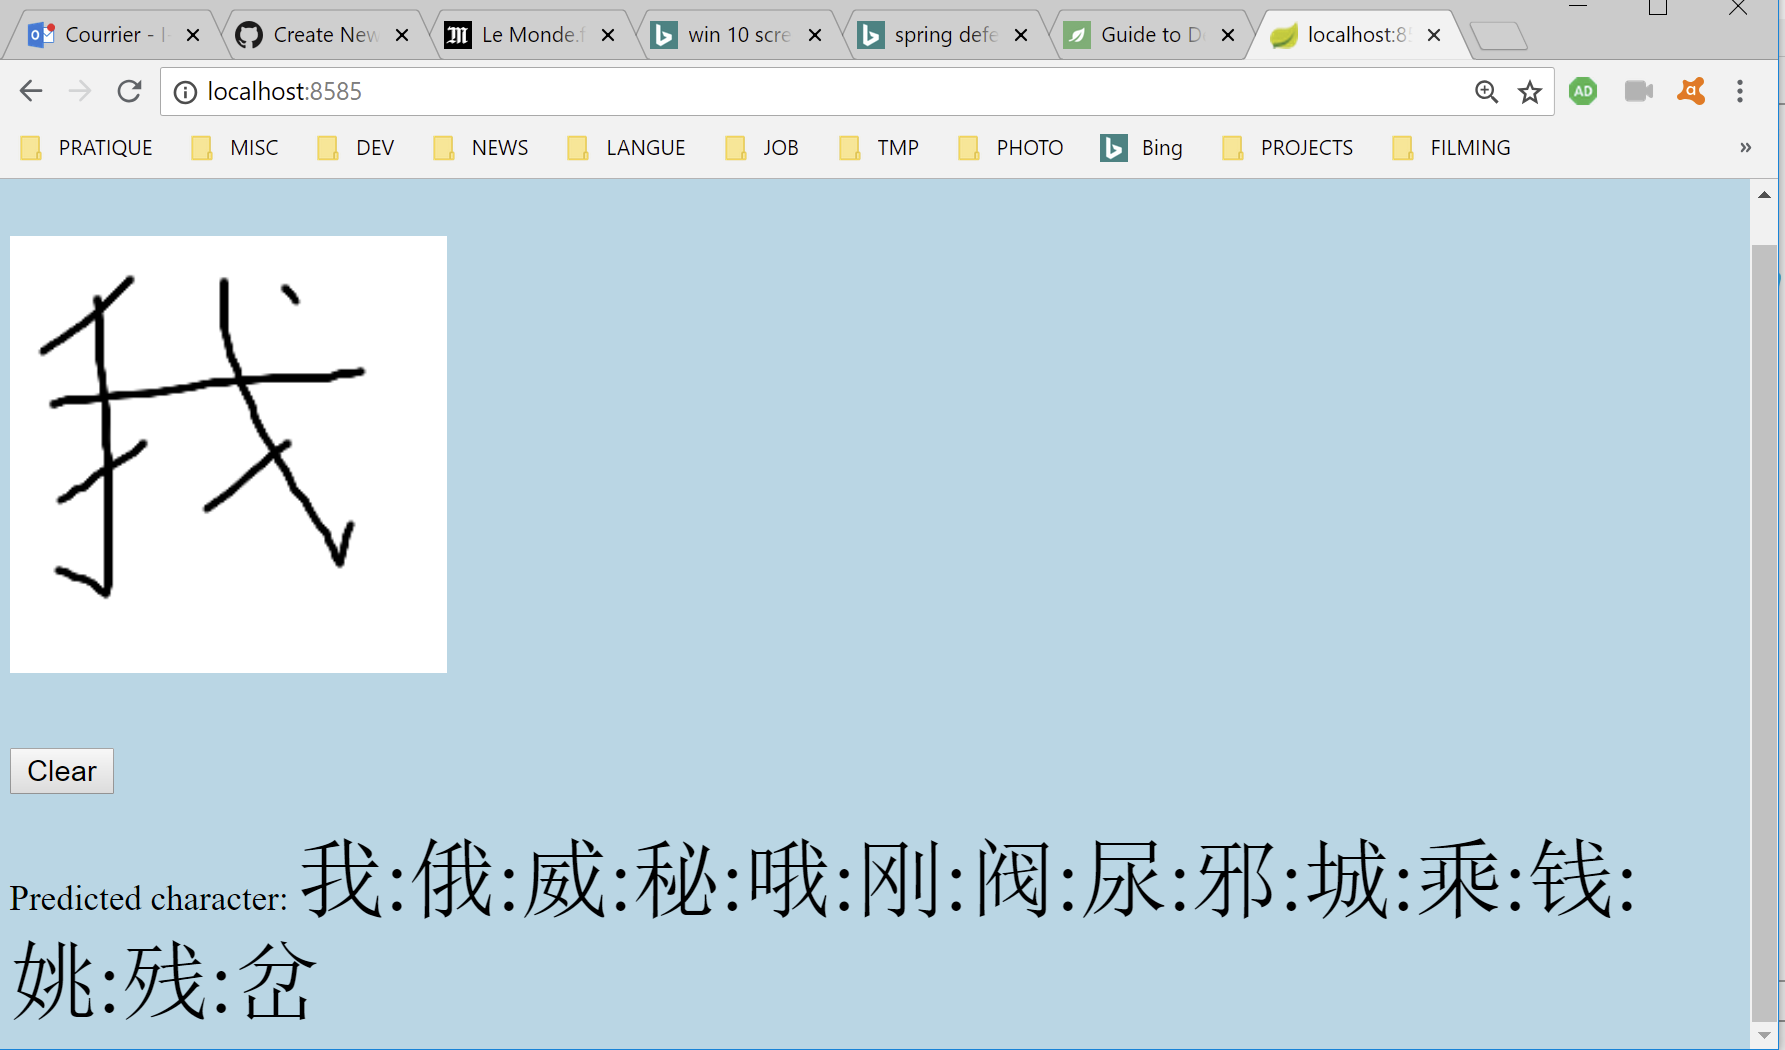 Courrier - 
Create New
Le Monde.f
win 10 scre
spring defe
Guide to D
localhost:85
localhost:8585
AD
PRATIQUE
MISC
DEV
NEWS
LANGUE
JOB
TMP
PHOTO
Bing
PROJECTS
FILMING
»
我
Clear
Predicted character: 我:俄:威:秘:哦:刚:阀:尿:邪:城:乘:钱:
姚:残:岔